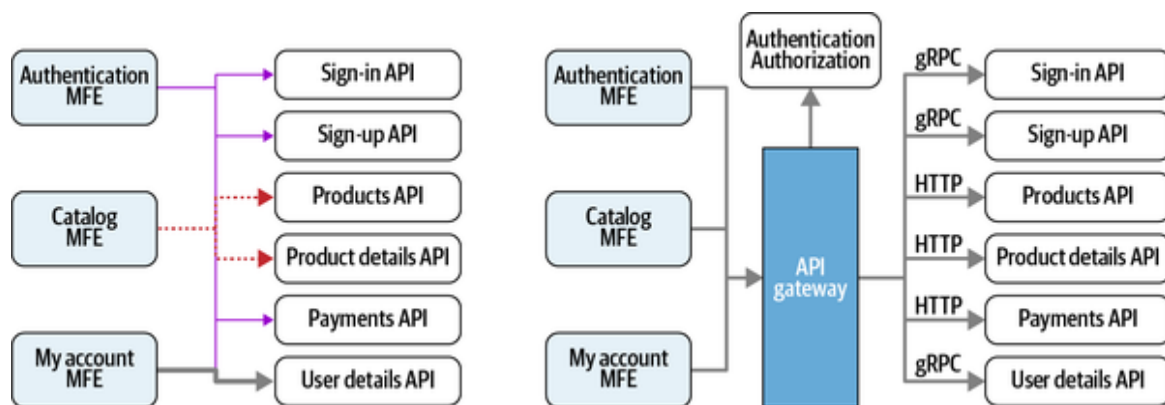 Authentication
MFE
Catalog
MFE
My account
MFE
Sign-in API
Sign-up API
Products API
Product details API
Payments API
User details API
Authentication
MFE
Catalog
MFE
My account
MFE
Authentication
Authorization
API
gateway
gRPC
Sign-in API
gRPC
Sign-up API
HTTP
Products API
HTTP
Product details API
HTTP
Payments API
gRPC
User details API